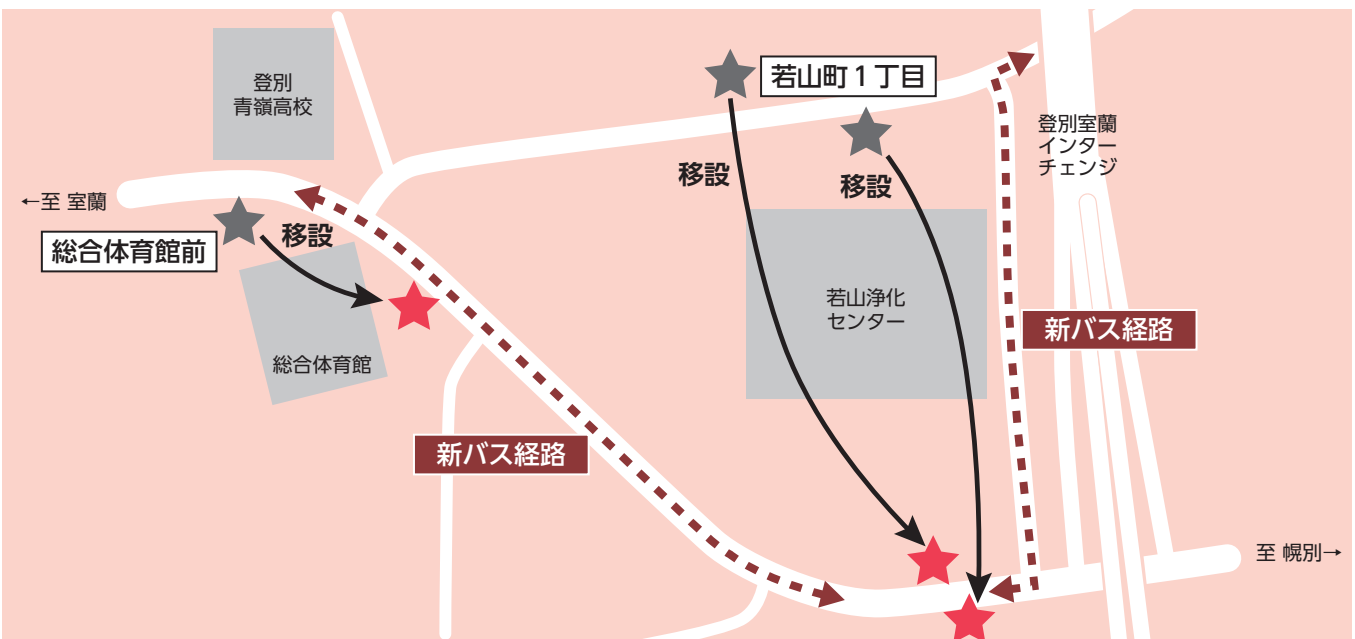 登別
青嶺高校
若山町1丁目
登別室蘭
インター
チェンジ
移設
移設
←至 室蘭
移設
総合体育館前
若山浄化
センター
新バス経路
総合体育館
新バス経路
至 幌別→